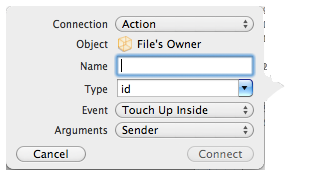 Connection Action
Object File's Owner
Name
Type id
Event Touch Up Inside
Arguments Sender
Cancel Connect